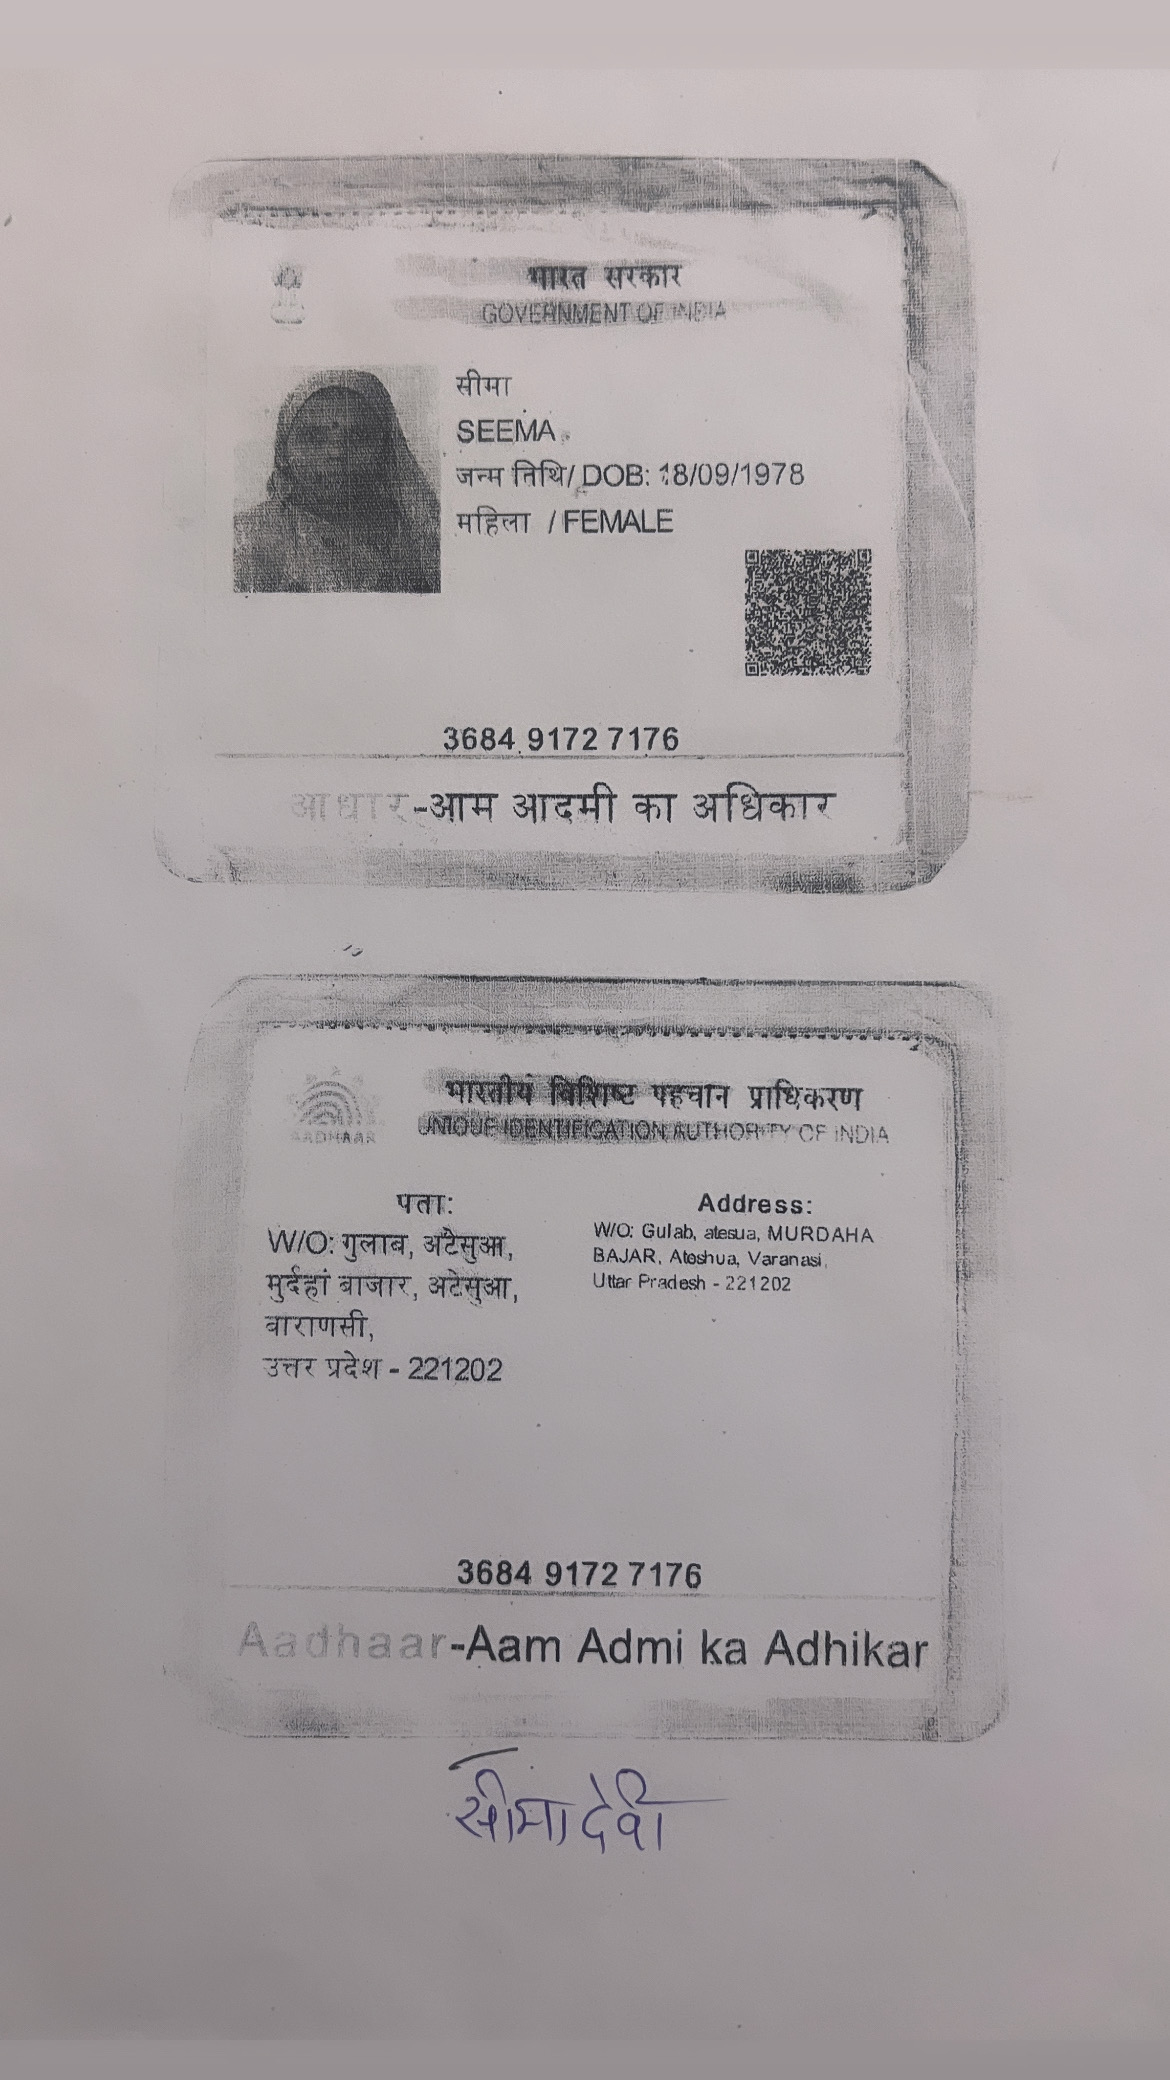 भारत सरकार
GOVERNMENT OF INDIA
सीमा
SEEMA
जन्म तिथि/ DOB: 18/09/1978
महिला / FEMALE
3684 9172 7176
आधार-आम आदमी का अधिकार
भारतीय विशिष्ट पहचान प्राधिकरण
UNIQUE IDENTIFICATION AUTHORITY OF INDIA
AADHAAR
पता:
W/O: गुलाब, अटेसुआ,
मुर्दहां बाजार, अटेसुआ,
वाराणसी,
उत्तर प्रदेश - 221202
Address:
W/O: Gulab, atesua, MURDAHA
BAJAR, Ateshua, Varanasi,
Uttar Pradesh - 221202
3684 9172 7176
Aadhaar-Aam Admi ka Adhikar
सीमा देवी